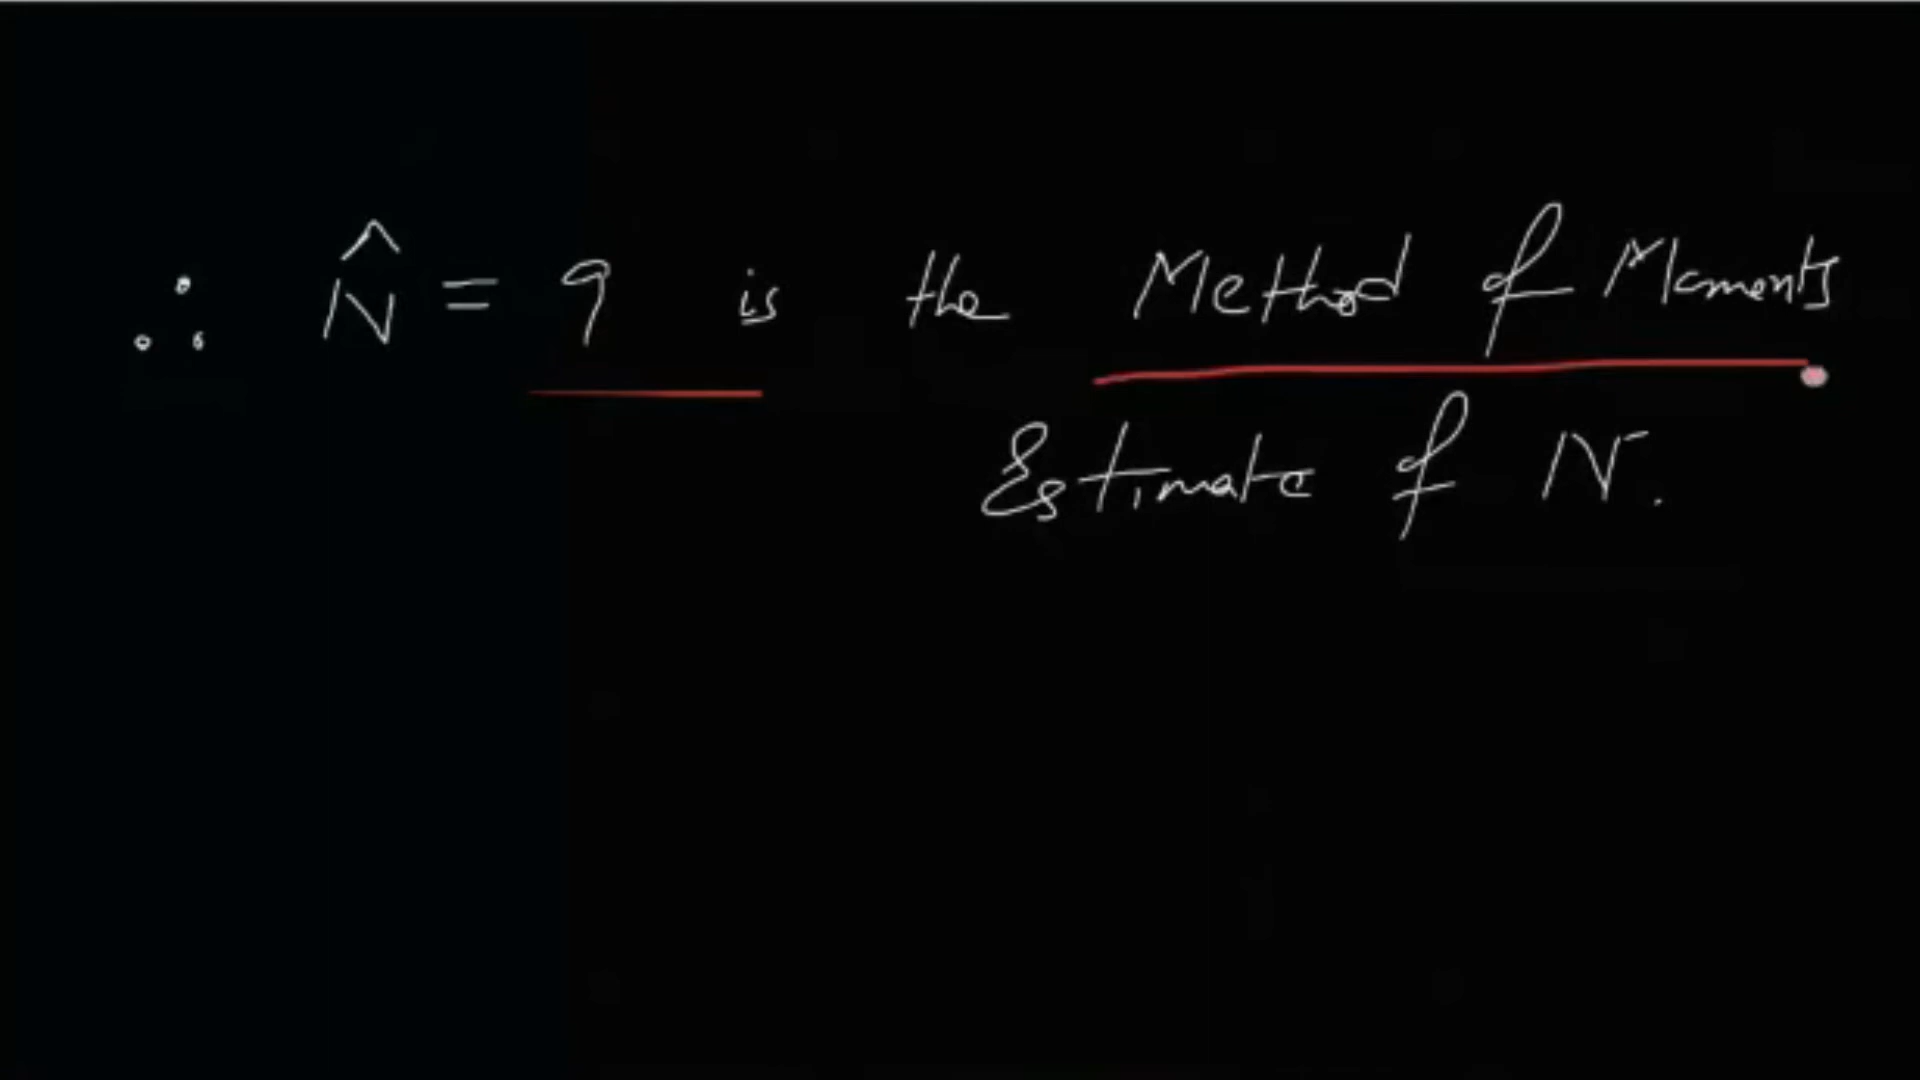 ∴ N̂ = 9 is the Method of Moments
Estimate of N.